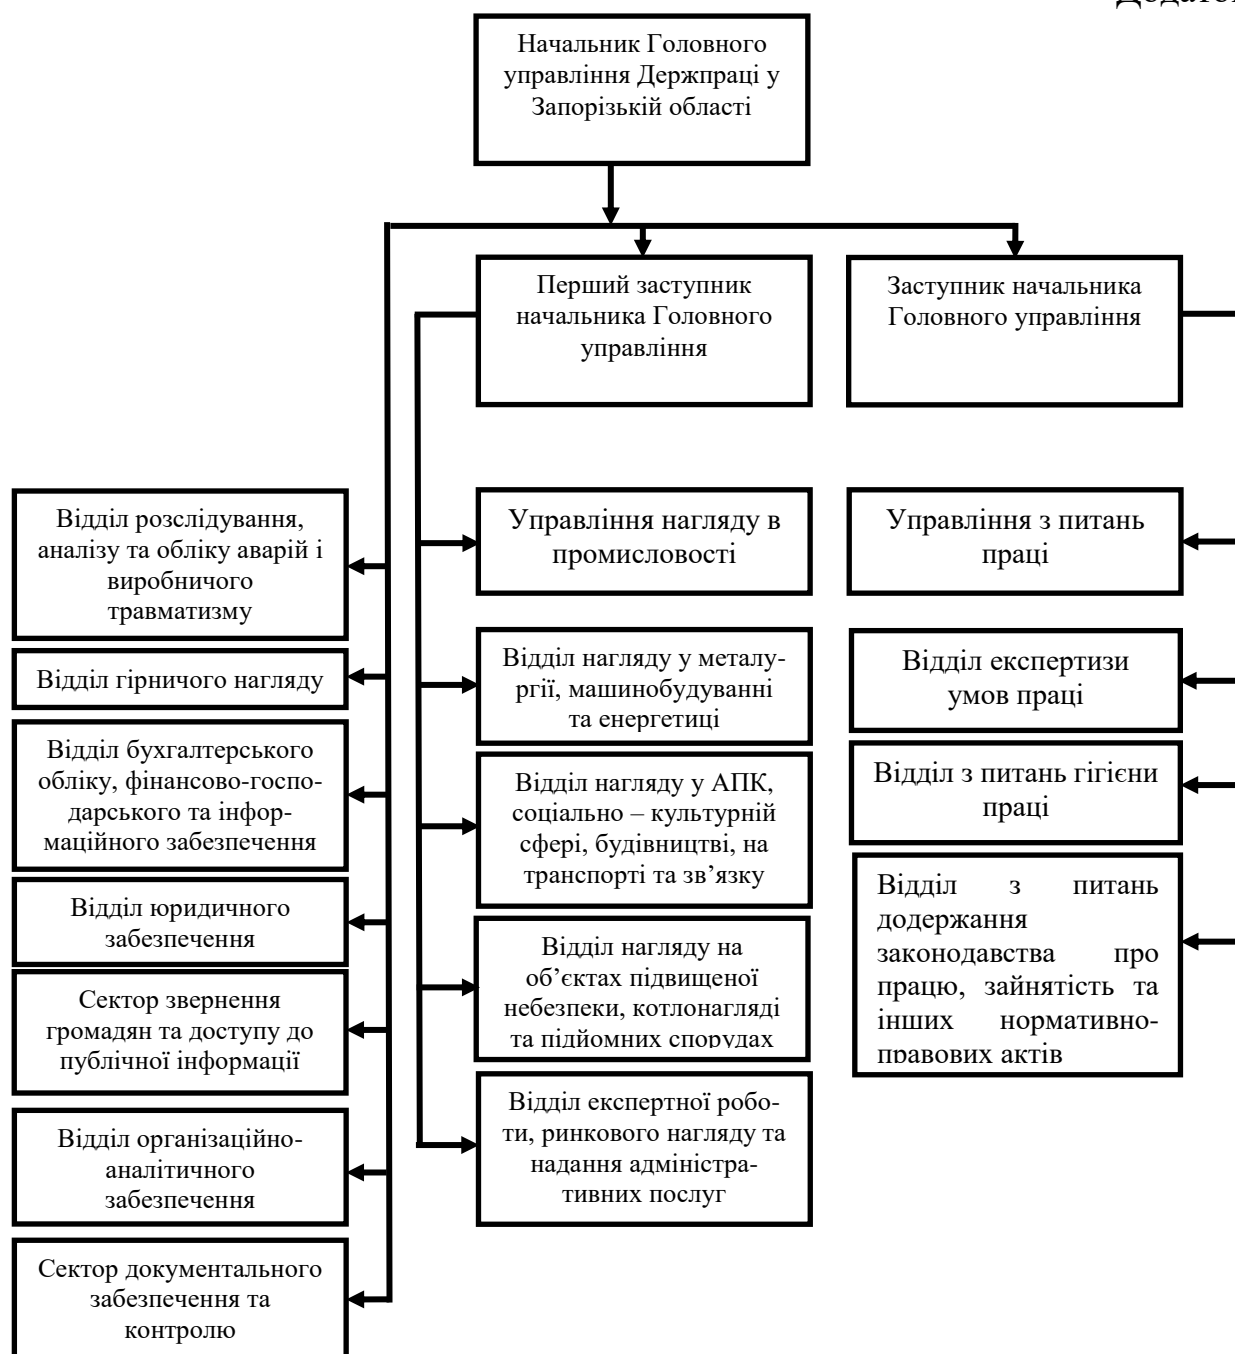 Додаток
Начальник Головного
управління Держпраці у
Запорізькій області
Перший заступник
начальника Головного
управління
Заступник начальника
Головного управління
Відділ розслідування,
аналізу та обліку аварій і
виробничого
травматизму
Відділ гірничого нагляду
Відділ бухгалтерського
обліку, фінансово-госпо-
дарського та інфор-
маційного забезпечення
Відділ юридичного
забезпечення
Сектор звернення
громадян та доступу до
публічної інформації
Відділ організаційно-
аналітичного
забезпечення
Сектор документального
забезпечення та
контролю
Управління нагляду в
промисловості
Відділ нагляду у металу-
ргії, машинобудуванні
та енергетиці
Відділ нагляду у АПК,
соціально – культурній
сфері, будівництві, на
транспорті та зв’язку
Відділ нагляду на
об’єктах підвищеної
небезпеки, котлонагляді
та підйомних спорудах
Відділ експертної робо-
ти, ринкового нагляду та
надання адміністра-
тивних послуг
Управління з питань
праці
Відділ експертизи
умов праці
Відділ з питань гігієни
праці
Відділ з питань
додержання
законодавства про
працю, зайнятість та
інших нормативно-
правових актів